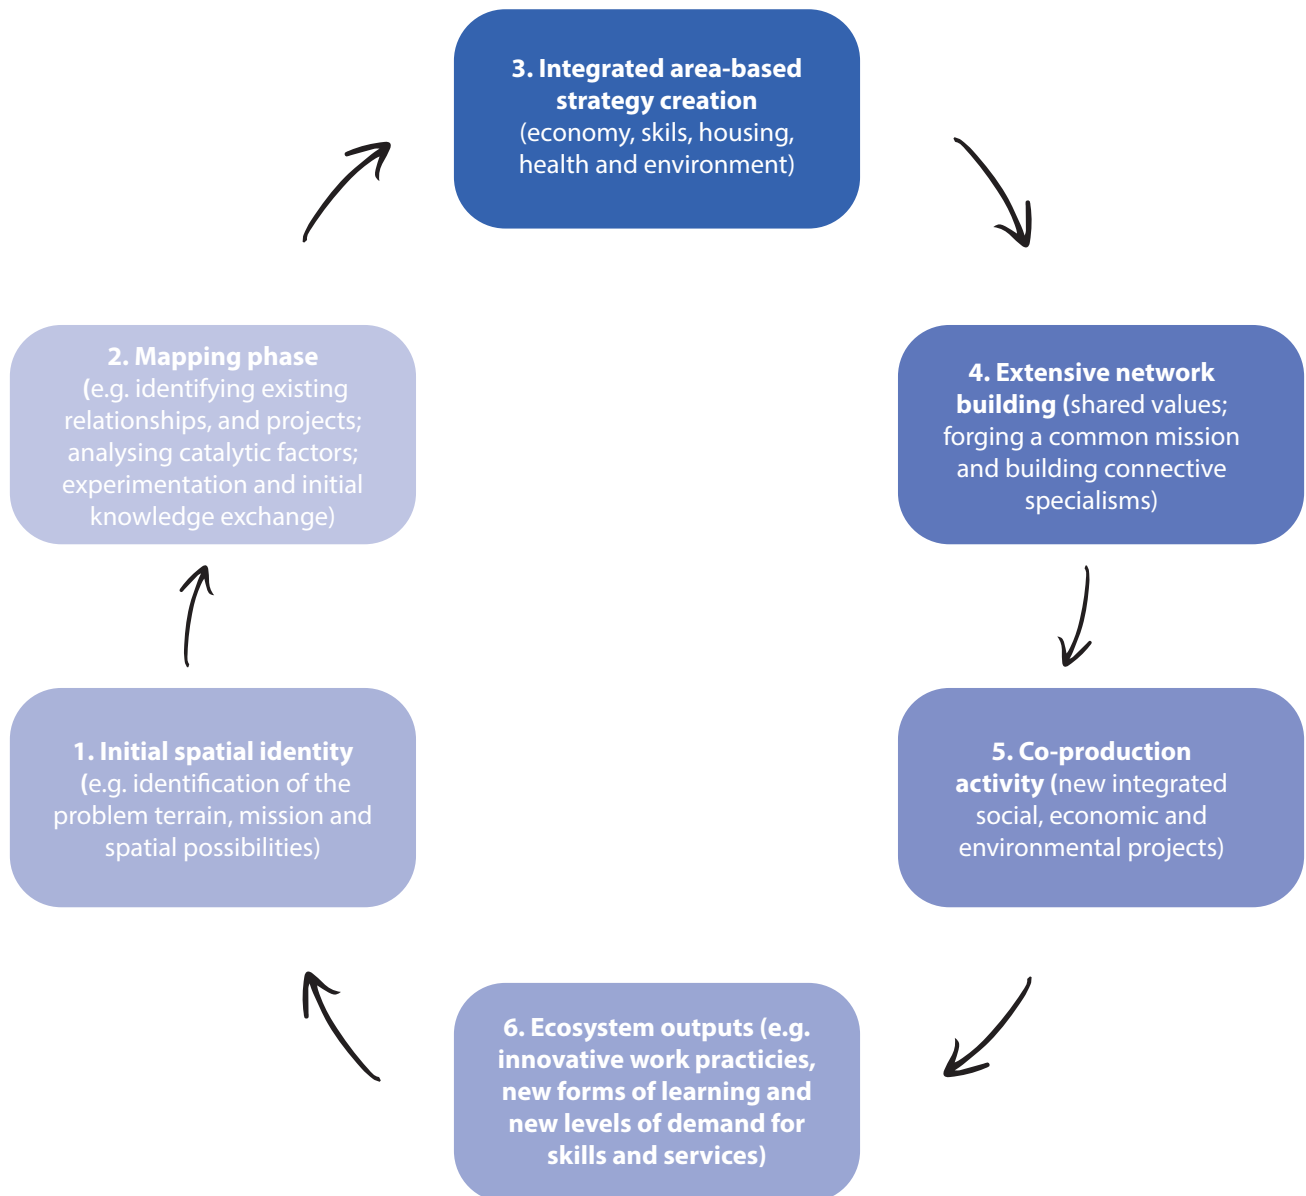 3. Integrated area-based
strategy creation
(economy, skils, housing,
health and environment)
2. Mapping phase
(e.g. identifying existing
relationships, and projects;
analysing catalytic factors;
experimentation and initial
knowledge exchange)
4. Extensive network
building (shared values;
forging a common mission
and building connective
specialisms)
1. Initial spatial identity
(e.g. identification of the
problem terrain, mission and
spatial possibilities)
5. Co-production
activity (new integrated
social, economic and
environmental projects)
6. Ecosystem outputs (e.g.
innovative work practicies,
new forms of learning and
new levels of demand for
skills and services)